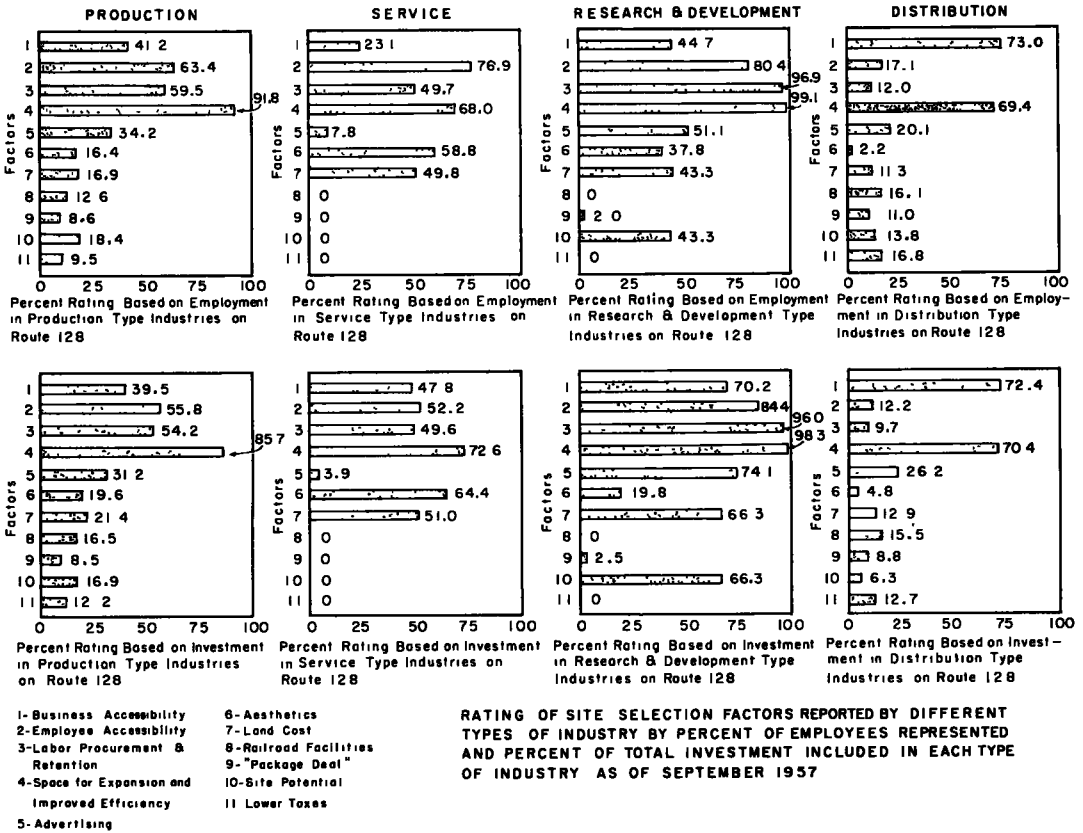 PRODUCTION
Factors
1 41 2
2 63.4
3 59.5
4 91.8
5 34.2
6 16.4
7 16.9
8 12 6
9 8.6
10 18.4
11 9.5
0 25 50 75 100
Percent Rating Based on Employment
in Production Type Industries on
Route 128
SERVICE
1 23 1
2 76.9
3 49.7
4 68.0
5 7.8
6 58.8
7 49.8
8 0
9 0
10 0
11 0
0 25 50 75 100
Percent Rating Based on Employment
in Service Type Industries on
Route 128
RESEARCH & DEVELOPMENT
Factors
1 44 7
2 80 4
3 96.9
4 99.1
5 51.1
6 37.8
7 43.3
8 0
9 2 0
10 43.3
11 0
0 25 50 75 100
Percent Rating Based on Employment
in Research & Development Type
Industries on Route 128
DISTRIBUTION
Factors
1 73.0
2 17.1
3 12.0
4 69.4
5 20.1
6 2.2
7 11 3
8 16.1
9 11.0
10 13.8
11 16.8
0 25 50 75 100
Percent Rating Based on Employ-
ment in Distribution Type
Industries on Route 128
Factors
1 39.5
2 55.8
3 54.2
4 85 7
5 31 2
6 19.6
7 21 4
8 16.5
9 8.5
10 16.9
11 12 2
0 25 50 75 100
Percent Rating Based on Investment
in Production Type Industries
on Route 128
1 47 8
2 52.2
3 49.6
4 72 6
5 3.9
6 64.4
7 51.0
8 0
9 0
10 0
11 0
0 25 50 75 100
Percent Rating Based on Investment
in Service Type Industries on
Route 128
Factors
1 70.2
2 84 4
3 96 0
4 98 3
5 74 1
6 19.8
7 66 3
8 0
9 2.5
10 66.3
11 0
0 25 50 75 100
Percent Rating Based on Investment
in Research & Development Type
Industries on Route 128
Factors
1 72.4
2 12.2
3 9.7
4 70 4
5 26 2
6 4.8
7 12 9
8 15.5
9 8.8
10 6.3
11 12.7
0 25 50 75 100
Percent Rating Based on Invest-
ment in Distribution Type
Industries on Route 128
1- Business Accessibility
2-Employee Accessibility
3-Labor Procurement &
Retention
4-Space for Expansion and
Improved Efficiency
5- Advertising
6-Aesthetics
7-Land Cost
8-Railroad Facilities
9-"Package Deal"
10-Site Potential
11 Lower Taxes
RATING OF SITE SELECTION FACTORS REPORTED BY DIFFERENT
TYPES OF INDUSTRY BY PERCENT OF EMPLOYEES REPRESENTED
AND PERCENT OF TOTAL INVESTMENT INCLUDED IN EACH TYPE
OF INDUSTRY AS OF SEPTEMBER 1957